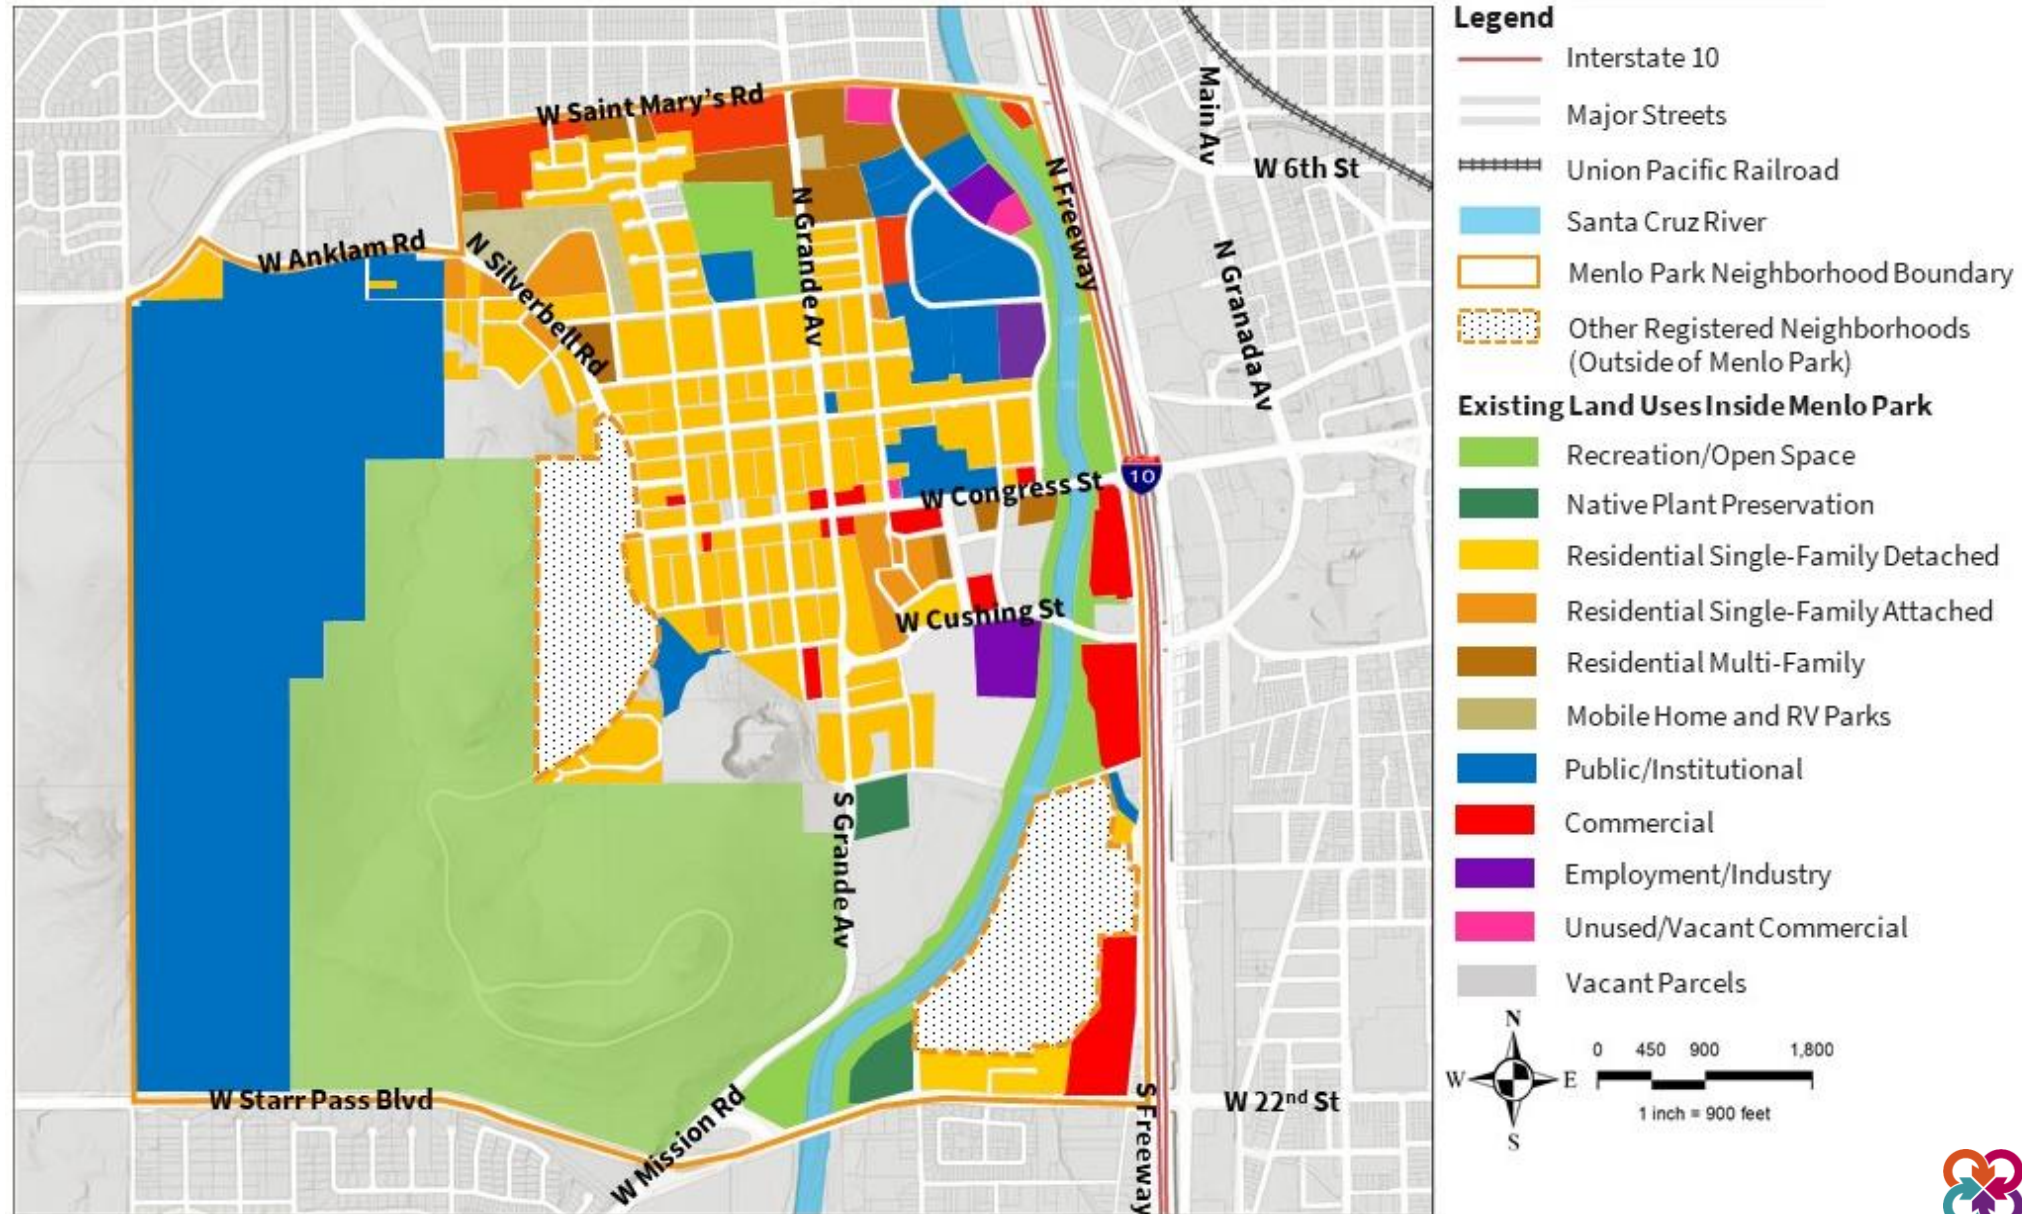 W Saint Mary's Rd
Main Av
W 6th St
N Freeway
N Grande Av
W Anklam Rd
N Silverbell Rd
N Granada Av
10
W Congress St
W Cushing St
S Grande Av
W Starr Pass Blvd
W Mission Rd
S Freeway
W 22nd St
Legend
Interstate 10
Major Streets
Union Pacific Railroad
Santa Cruz River
Menlo Park Neighborhood Boundary
Other Registered Neighborhoods
(Outside of Menlo Park)
Existing Land Uses Inside Menlo Park
Recreation/Open Space
Native Plant Preservation
Residential Single-Family Detached
Residential Single-Family Attached
Residential Multi-Family
Mobile Home and RV Parks
Public/Institutional
Commercial
Employment/Industry
Unused/Vacant Commercial
Vacant Parcels
N
W E
S
0 450 900 1,800
1 inch = 900 feet